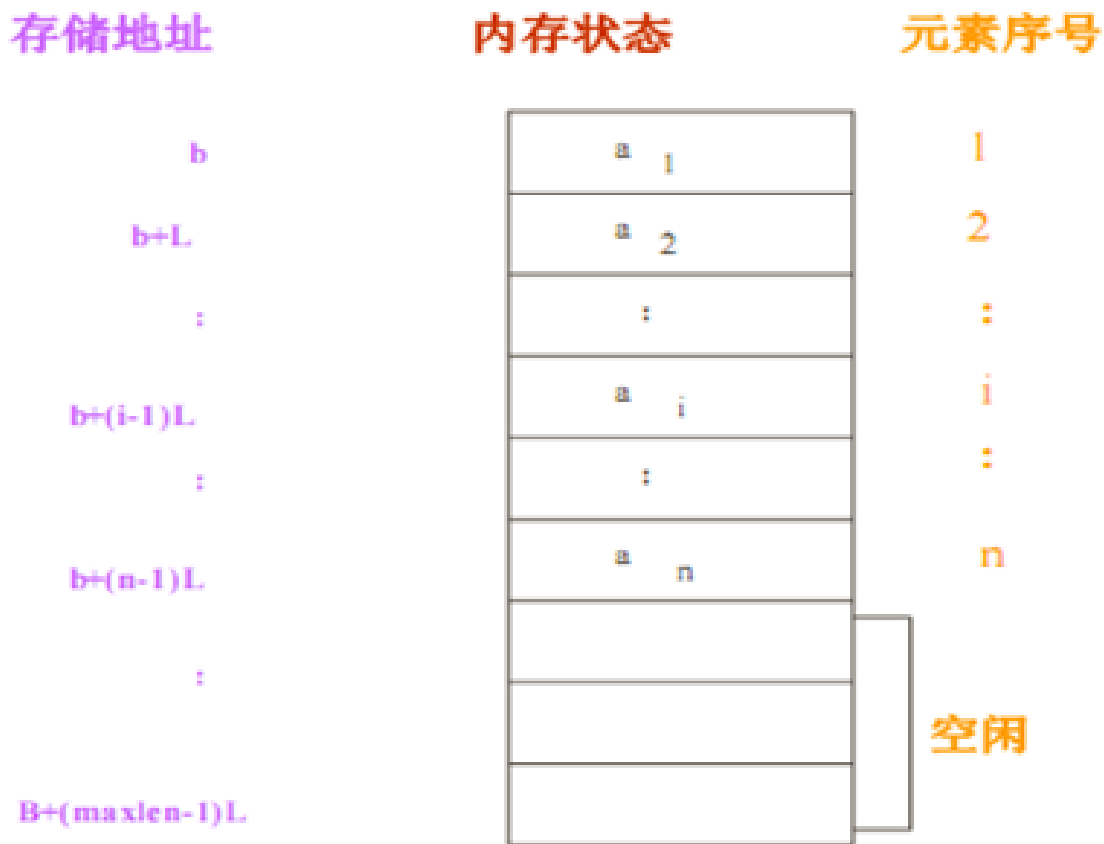 存储地址 内存状态 元素序号
b a 1 1
b+L a 2 2
: : :
b+(i-1)L a i i
: : :
b+(n-1)L a n n
:
空闲
B+(maxlen-1)L